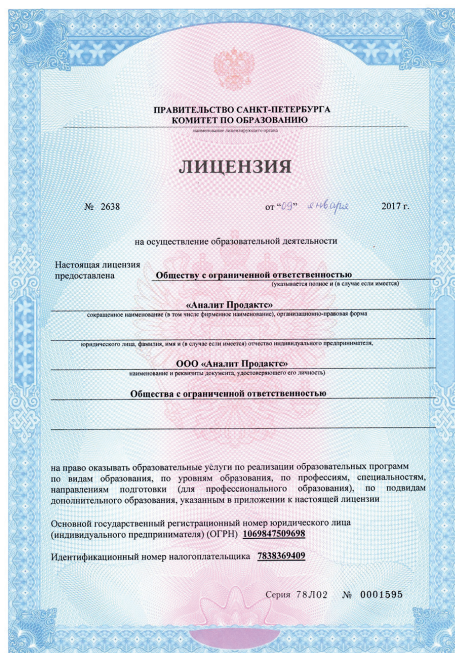 ПРАВИТЕЛЬСТВО САНКТ-ПЕТЕРБУРГА
КОМИТЕТ ПО ОБРАЗОВАНИЮ
наименование лицензирующего органа
ЛИЦЕНЗИЯ
№ 2638 от "09" января 2017 г.
на осуществление образовательной деятельности
Настоящая лицензия
предоставлена Обществу с ограниченной ответственностью
(указывается полное и (в случае если имеется)
«Аналит Продактс»
сокращенное наименование (в том числе фирменное наименование), организационно-правовая форма
юридического лица, фамилия, имя и (в случае если имеется) отчество индивидуального предпринимателя,
ООО «Аналит Продактс»
наименование и реквизиты документа, удостоверяющего его личность)
Общества с ограниченной ответственностью
на право оказывать образовательные услуги по реализации образовательных программ
по видам образования, по уровням образования, по профессиям, специальностям,
направлениям подготовки (для профессионального образования), по подвидам
дополнительного образования, указанным в приложении к настоящей лицензии
Основной государственный регистрационный номер юридического лица
(индивидуального предпринимателя) (ОГРН) 1069847509698
Идентификационный номер налогоплательщика 7838369409
Серия 78Л02 № 0001595